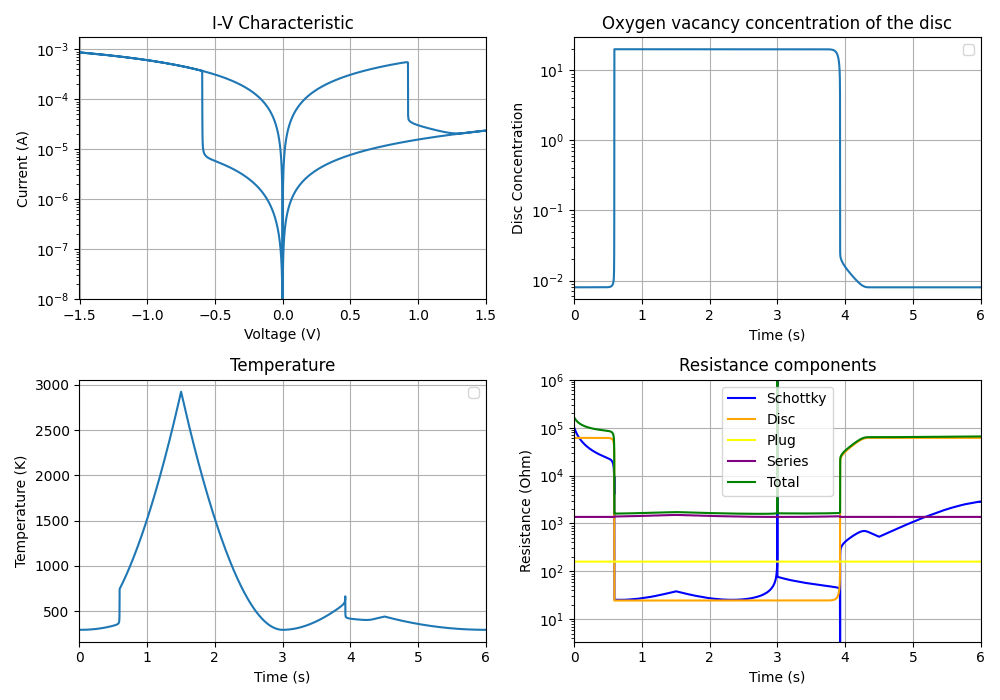 I-V Characteristic
Current (A)
10⁻³
10⁻⁴
10⁻⁵
10⁻⁶
10⁻⁷
10⁻⁸
−1.5 −1.0 −0.5 0.0 0.5 1.0 1.5
Voltage (V)
Oxygen vacancy concentration of the disc
Disc Concentration
10¹
10⁰
10⁻¹
10⁻²
0 1 2 3 4 5 6
Time (s)
Temperature
Temperature (K)
3000
2500
2000
1500
1000
500
0 1 2 3 4 5 6
Time (s)
Resistance components
Resistance (Ohm)
10⁶
10⁵
10⁴
10³
10²
10¹
Schottky
Disc
Plug
Series
Total
0 1 2 3 4 5 6
Time (s)